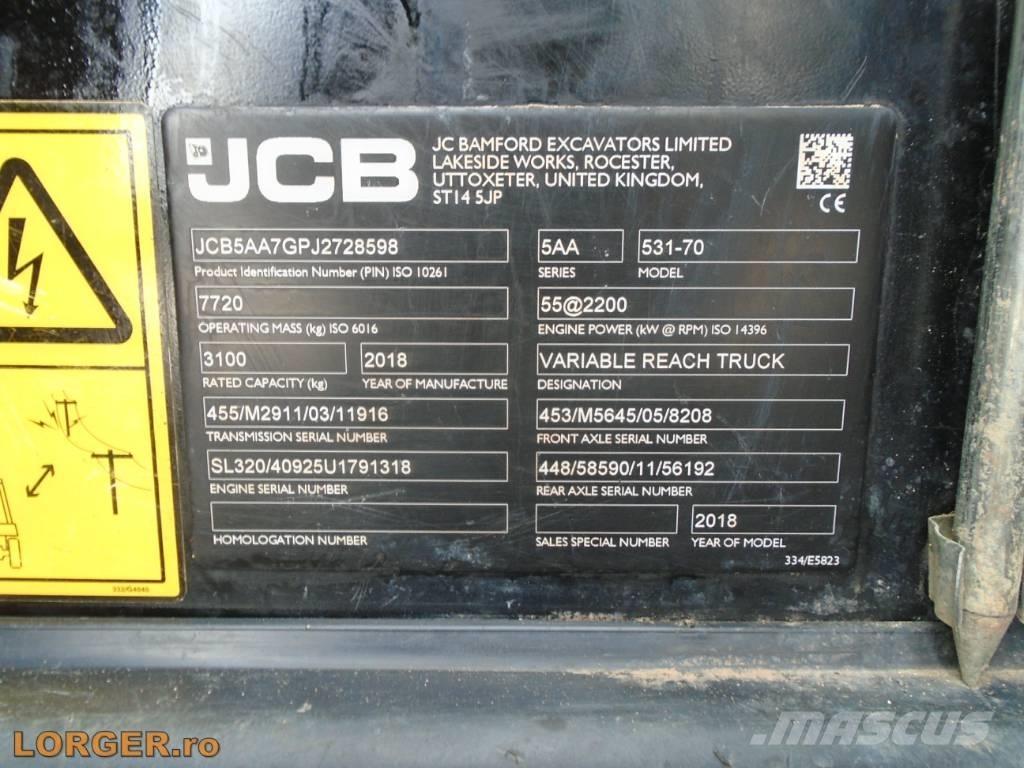 JCB
JC BAMFORD EXCAVATORS LIMITED
LAKESIDE WORKS, ROCESTER,
UTTOXETER, UNITED KINGDOM,
ST14 5JP
CE
JCB5AA7GPJ2728598
Product Identification Number (PIN) ISO 10261
5AA
SERIES
531-70
MODEL
7720
OPERATING MASS (kg) ISO 6016
55@2200
ENGINE POWER (kW @ RPM) ISO 14396
3100
RATED CAPACITY (kg)
2018
YEAR OF MANUFACTURE
VARIABLE REACH TRUCK
DESIGNATION
455/M2911/03/11916
TRANSMISSION SERIAL NUMBER
453/M5645/05/8208
FRONT AXLE SERIAL NUMBER
SL320/40925U1791318
ENGINE SERIAL NUMBER
448/58590/11/56192
REAR AXLE SERIAL NUMBER
HOMOLOGATION NUMBER
SALES SPECIAL NUMBER
2018
YEAR OF MODEL
334/E5823
LORGER.ro
MASCUS